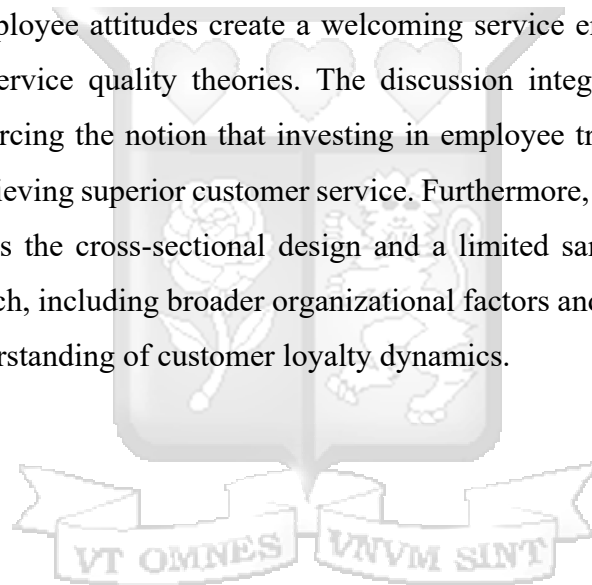 ployee attitudes create a welcoming service e
ervice quality theories. The discussion integ
rcing the notion that investing in employee tr
ieving superior customer service. Furthermore,
s the cross-sectional design and a limited sa
ch, including broader organizational factors and
rstanding of customer loyalty dynamics.
VT OMNES VNVM SINT